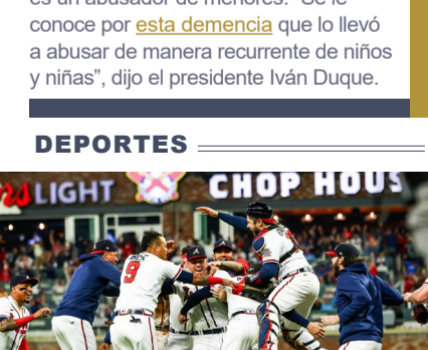 es un abusador de menores. "Se le
conoce por esta demencia que lo llevó
a abusar de manera recurrente de niños
y niñas”, dijo el presidente Iván Duque.
DEPORTES
LIGHT
CHOP HOUS
9